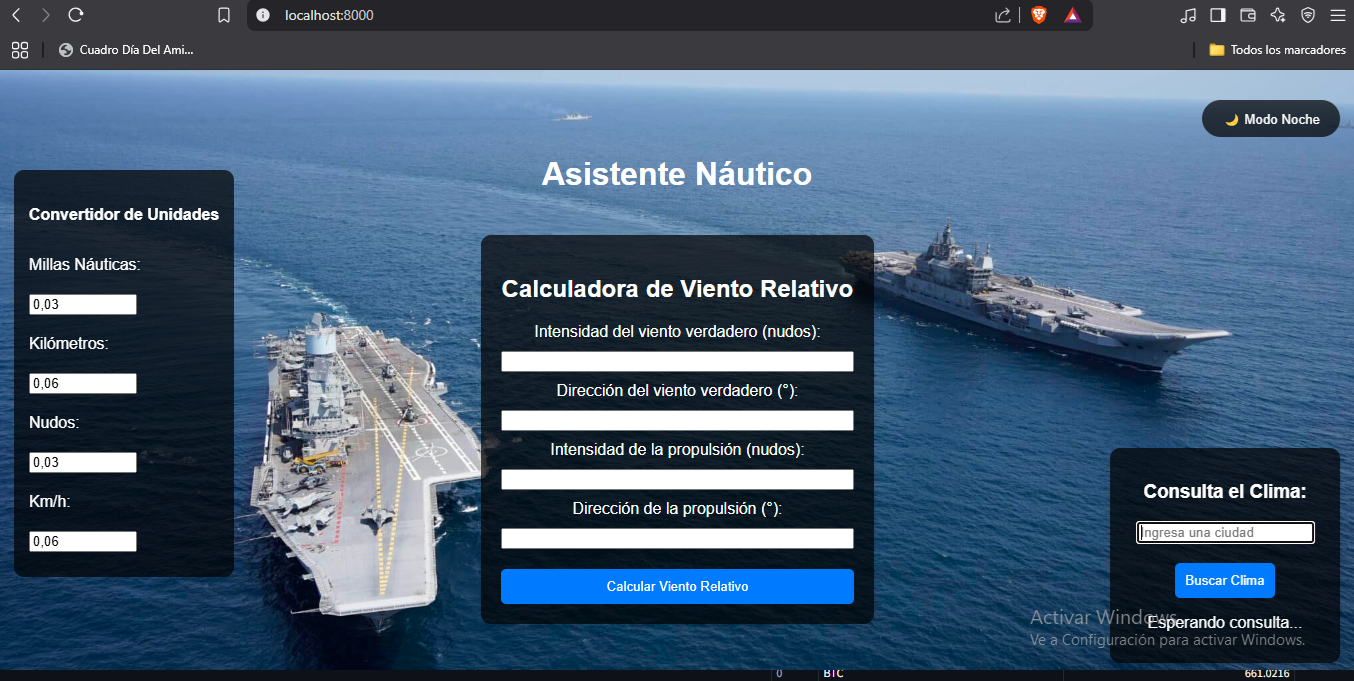 localhost:8000
Cuadro Día Del Ami...
Todos los marcadores
🌙 Modo Noche
Asistente Náutico
Convertidor de Unidades
Millas Náuticas:
0,03
Kilómetros:
0,06
Nudos:
0,03
Km/h:
0,06
Calculadora de Viento Relativo
Intensidad del viento verdadero (nudos):
Dirección del viento verdadero (°):
Intensidad de la propulsión (nudos):
Dirección de la propulsión (°):
Calcular Viento Relativo
Consulta el Clima:
Ingresa una ciudad
Buscar Clima
Esperando consulta...
Activar Windows
Ve a Configuración para activar Windows.
0 BTC 661.0216